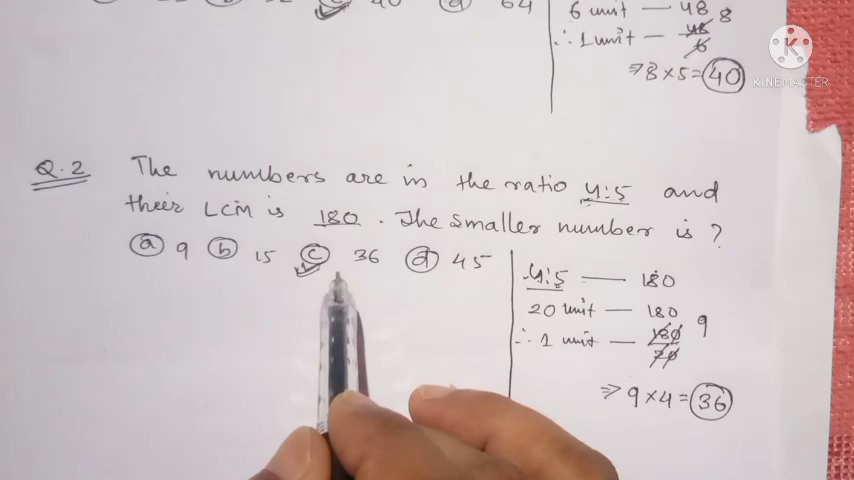 c 40 d 64
6 unit — 48 8
∴ 1 unit — 48/6
⇒ 8 × 5 = 40
KINEMASTER
Q.2 The numbers are in the ratio 4:5 and
their LCM is 180. The smaller number is ?
a 9 b 15 c 36 d 45
4:5 — 180
20 unit — 180
∴ 1 unit — 180/20 9
⇒ 9 × 4 = 36